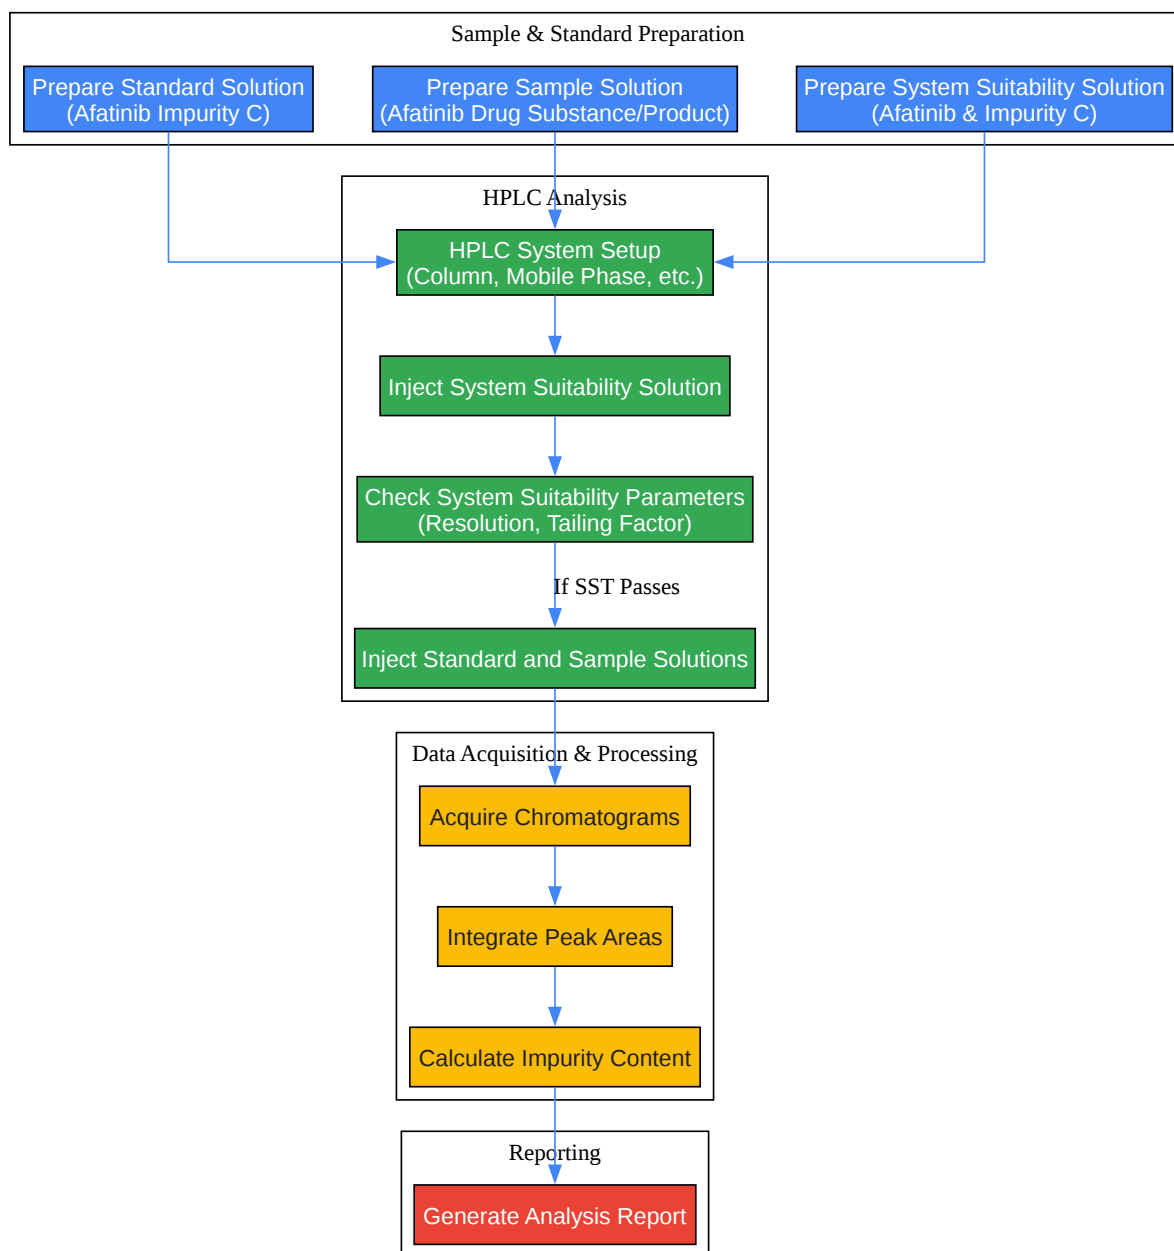 Sample & Standard Preparation
Prepare Standard Solution
(Afatinib Impurity C)
Prepare Sample Solution
(Afatinib Drug Substance/Product)
Prepare System Suitability Solution
(Afatinib & Impurity C)
HPLC Analysis
HPLC System Setup
(Column, Mobile Phase, etc.)
Inject System Suitability Solution
Check System Suitability Parameters
(Resolution, Tailing Factor)
If SST Passes
Inject Standard and Sample Solutions
Data Acquisition & Processing
Acquire Chromatograms
Integrate Peak Areas
Calculate Impurity Content
Reporting
Generate Analysis Report